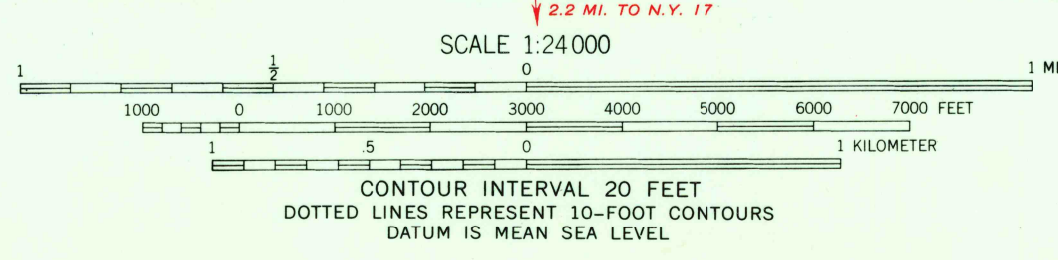 2.2 MI. TO N.Y. 17
SCALE 1:24 000
1 1/2 0 1
1000 0 1000 2000 3000 4000 5000 6000 7000 FEET
1 .5 0 1 KILOMETER
CONTOUR INTERVAL 20 FEET
DOTTED LINES REPRESENT 10-FOOT CONTOURS
DATUM IS MEAN SEA LEVEL